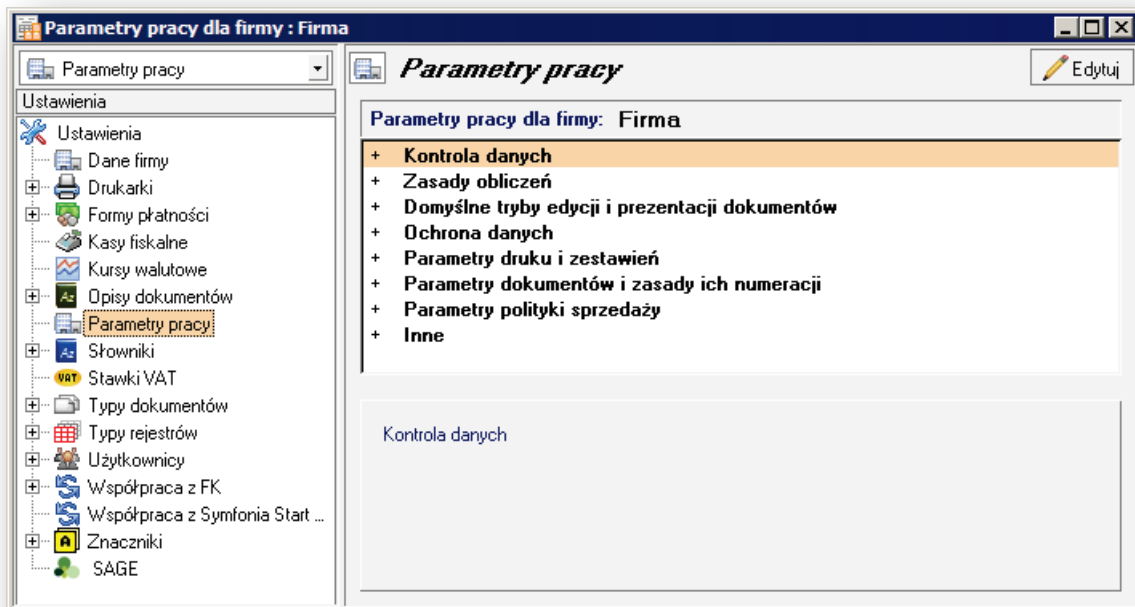 Parametry pracy dla firmy : Firma
Parametry pracy
Ustawienia
Ustawienia
Dane firmy
Drukarki
Formy płatności
Kasy fiskalne
Kursy walutowe
Az Opisy dokumentów
Parametry pracy
Az Słowniki
VAT Stawki VAT
Typy dokumentów
Typy rejestrów
Użytkownicy
Współpraca z FK
Współpraca z Symfonia Start ...
A Znaczniki
SAGE
Parametry pracy
Edytuj
Parametry pracy dla firmy: Firma
+ Kontrola danych
+ Zasady obliczeń
+ Domyślne tryby edycji i prezentacji dokumentów
+ Ochrona danych
+ Parametry druku i zestawień
+ Parametry dokumentów i zasady ich numeracji
+ Parametry polityki sprzedaży
+ Inne
Kontrola danych